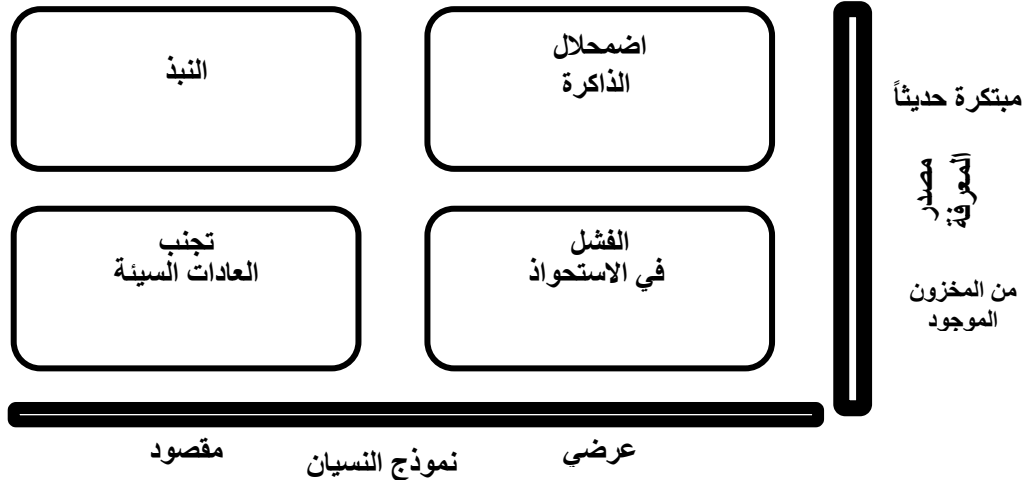 مبتكرة حديثاً
اضمحلال
الذاكرة
النبذ
مصدر
المعرفة
من المخزون
الموجود
الفشل
في الاستحواذ
تجنب
العادات السيئة
عرضي
نموذج النسيان
مقصود